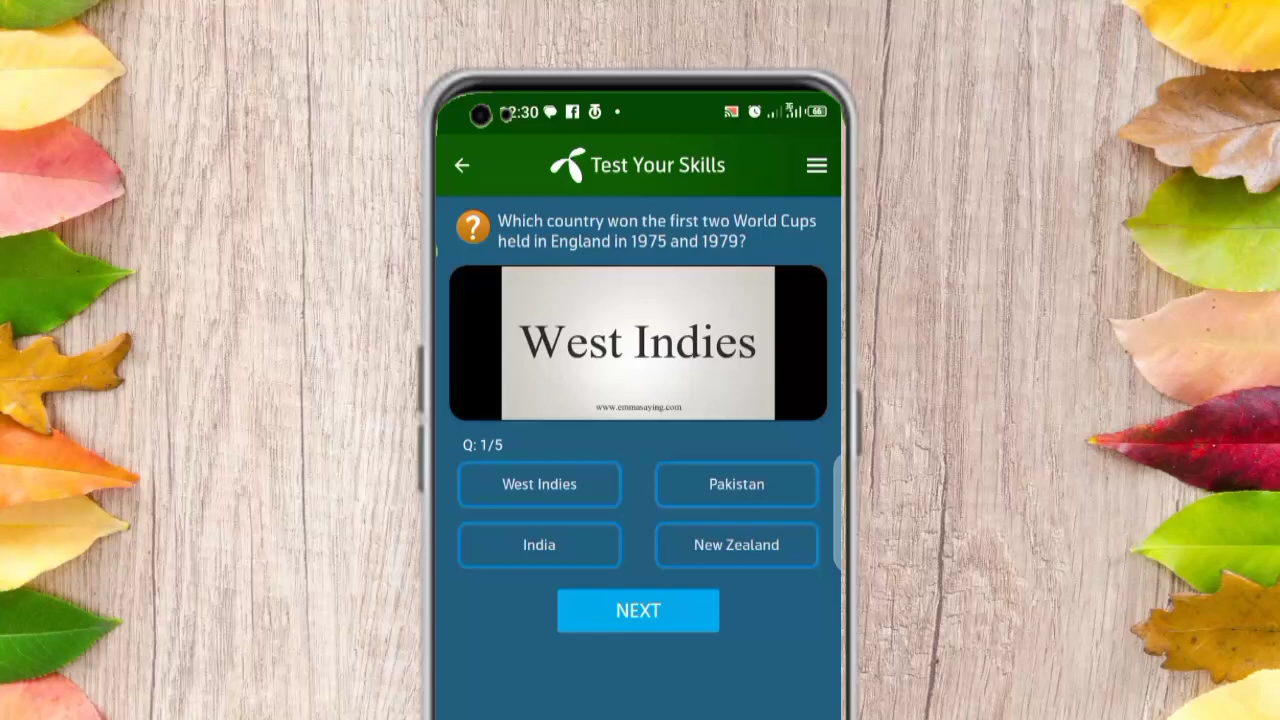 2:30
66
Test Your Skills
Which country won the first two World Cups
held in England in 1975 and 1979?
West Indies
www.emmasaying.com
Q: 1/5
West Indies
Pakistan
India
New Zealand
NEXT